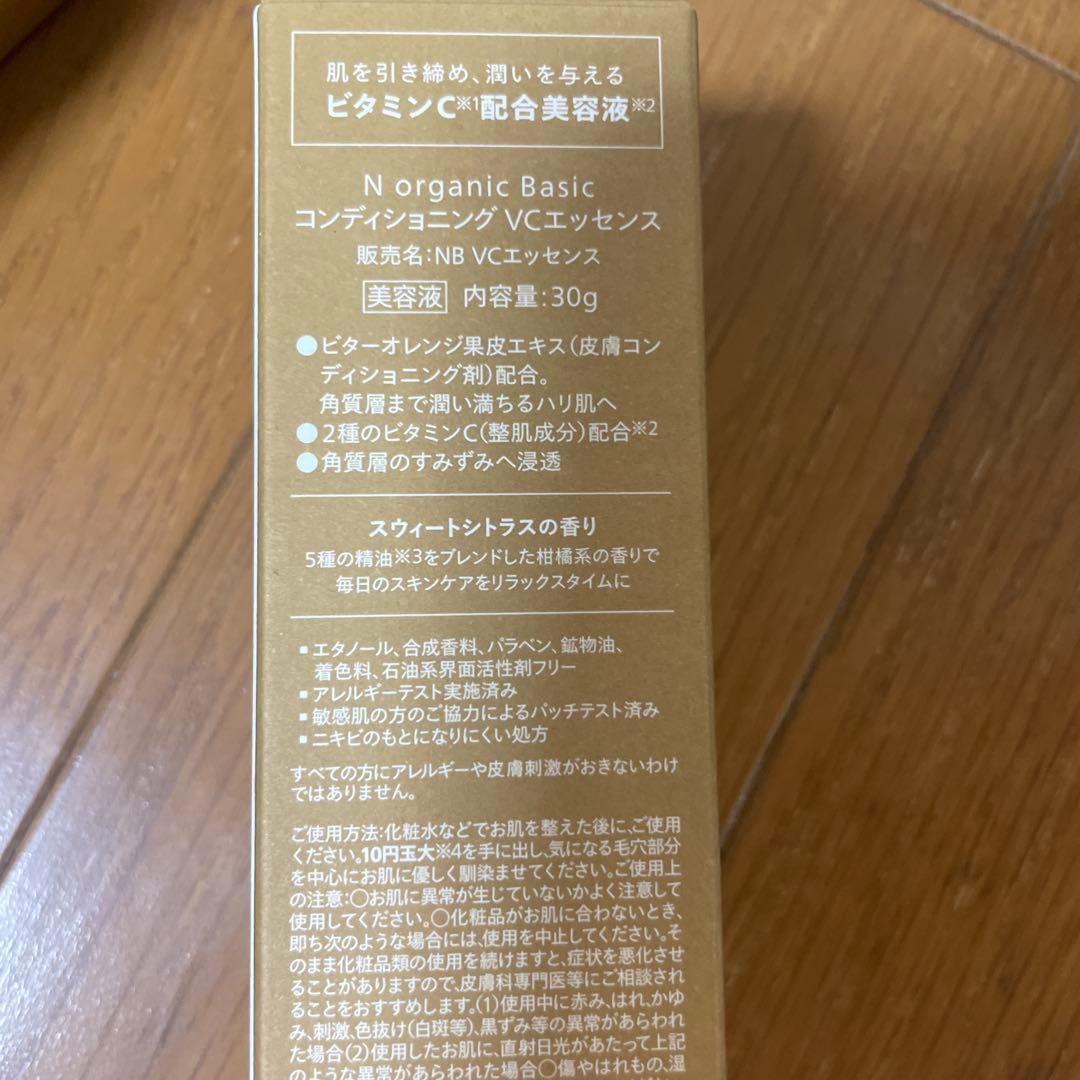 肌を引き締め、潤いを与える
ビタミンC※1配合美容液※2
N organic Basic
コンディショニング VCエッセンス
販売名:NB VCエッセンス
美容液 内容量:30g
●ビターオレンジ果皮エキス(皮膚コン
ディショニング剤)配合。
角質層まで潤い満ちるハリ肌へ
●2種のビタミンC(整肌成分)配合※2
●角質層のすみずみへ浸透
スウィートシトラスの香り
5種の精油※3をブレンドした柑橘系の香りで
毎日のスキンケアをリラックスタイムに
▪エタノール、合成香料、パラベン、鉱物油、
着色料、石油系界面活性剤フリー
▪アレルギーテスト実施済み
▪敏感肌の方のご協力によるパッチテスト済み
▪ニキビのもとになりにくい処方
すべての方にアレルギーや皮膚刺激がおきないわけ
ではありません。
ご使用方法:化粧水などでお肌を整えた後に、ご使用
ください。10円玉大※4を手に出し、気になる毛穴部分
を中心にお肌に優しく馴染ませてください。ご使用上
の注意:○お肌に異常が生じていないかよく注意して
使用してください。○化粧品がお肌に合わないとき、
即ち次のような場合には、使用を中止してください。そ
のまま化粧品類の使用を続けますと、症状を悪化させ
ることがありますので、皮膚科専門医等にご相談され
ることをおすすめします。(1)使用中に赤み、はれ、かゆ
み、刺激、色抜け(白斑等)、黒ずみ等の異常があらわれ
た場合(2)使用したお肌に、直射日光があたって上記
のような異常があらわれた場合○傷やはれもの、湿